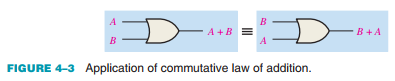 A
B
A + B
≡
B
A
B + A
FIGURE 4–3 Application of commutative law of addition.